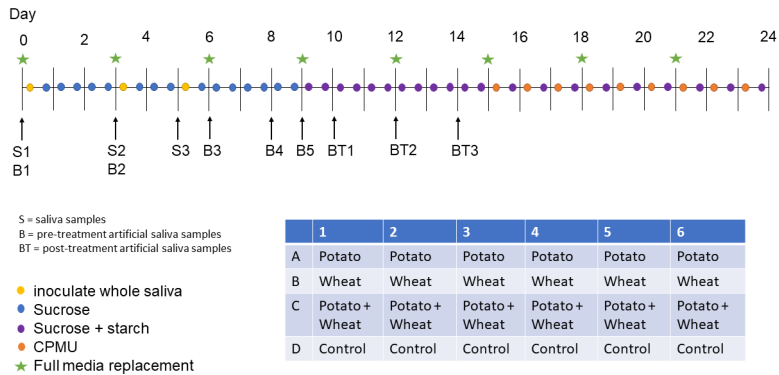 Day
0 2 4 6 8 10 12 14 16 18 20 22 24
S1 S2 S3 B3 B4 B5 BT1 BT2 BT3
B1 B2
S = saliva samples
B = pre-treatment artificial saliva samples
BT = post-treatment artificial saliva samples
inoculate whole saliva
Sucrose
Sucrose + starch
CPMU
Full media replacement
1 2 3 4 5 6
A Potato Potato Potato Potato Potato Potato
B Wheat Wheat Wheat Wheat Wheat Wheat
C Potato + Potato + Potato + Potato + Potato + Potato +
Wheat Wheat Wheat Wheat Wheat Wheat
D Control Control Control Control Control Control